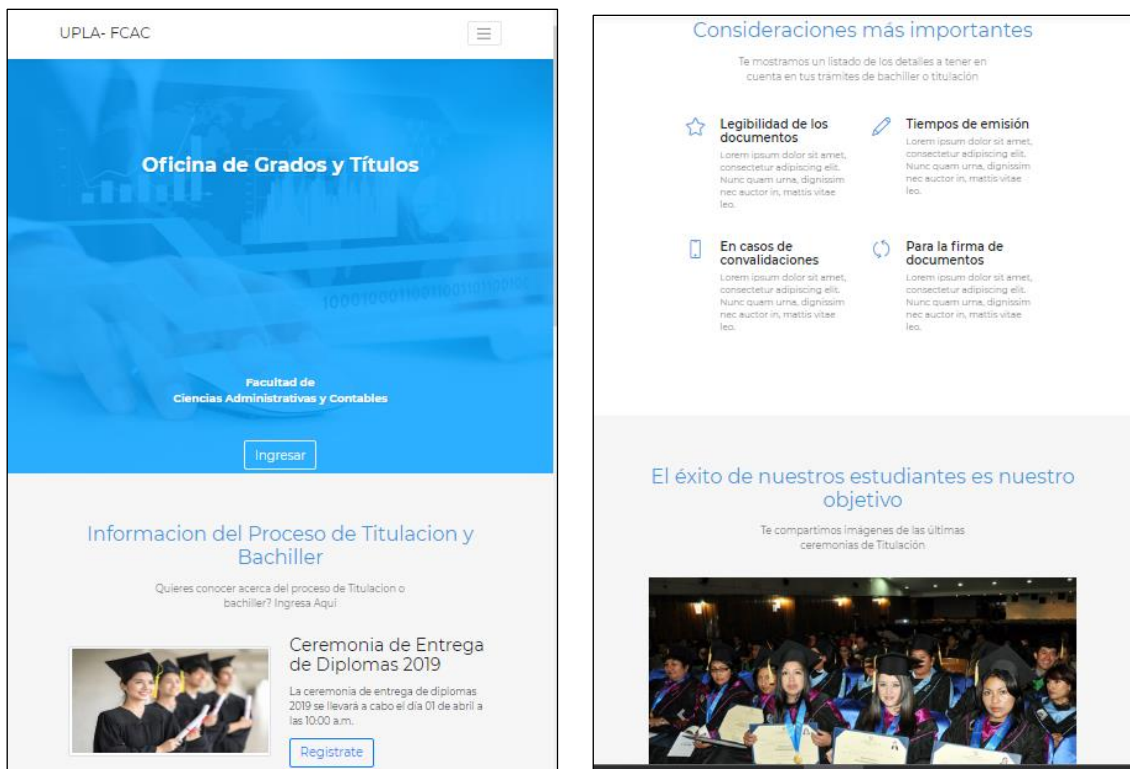 UPLA- FCAC
Oficina de Grados y Títulos
10001000110011001101100101
Facultad de
Ciencias Administrativas y Contables
Ingresar
Informacion del Proceso de Titulacion y
Bachiller
Quieres conocer acerca del proceso de Titulacion o
bachiller? Ingresa Aqui
Ceremonia de Entrega
de Diplomas 2019
La ceremonia de entrega de diplomas
2019 se llevará a cabo el día 01 de abril a
las 10:00 a.m.
Registrate
Consideraciones más importantes
Te mostramos un listado de los detalles a tener en
cuenta en tus trámites de bachiller o titulación
Legibilidad de los
documentos
Lorem ipsum dolor sit amet,
consectetur adipiscing elit.
Nunc quam urna, dignissim
nec auctor in, mattis vitae
leo.
Tiempos de emisión
Lorem ipsum dolor sit amet,
consectetur adipiscing elit.
Nunc quam urna, dignissim
nec auctor in, mattis vitae
leo.
En casos de
convalidaciones
Lorem ipsum dolor sit amet,
consectetur adipiscing elit.
Nunc quam urna, dignissim
nec auctor in, mattis vitae
leo.
Para la firma de
documentos
Lorem ipsum dolor sit amet,
consectetur adipiscing elit.
Nunc quam urna, dignissim
nec auctor in, mattis vitae
leo.
El éxito de nuestros estudiantes es nuestro
objetivo
Te compartimos imágenes de las últimas
ceremonias de Titulación